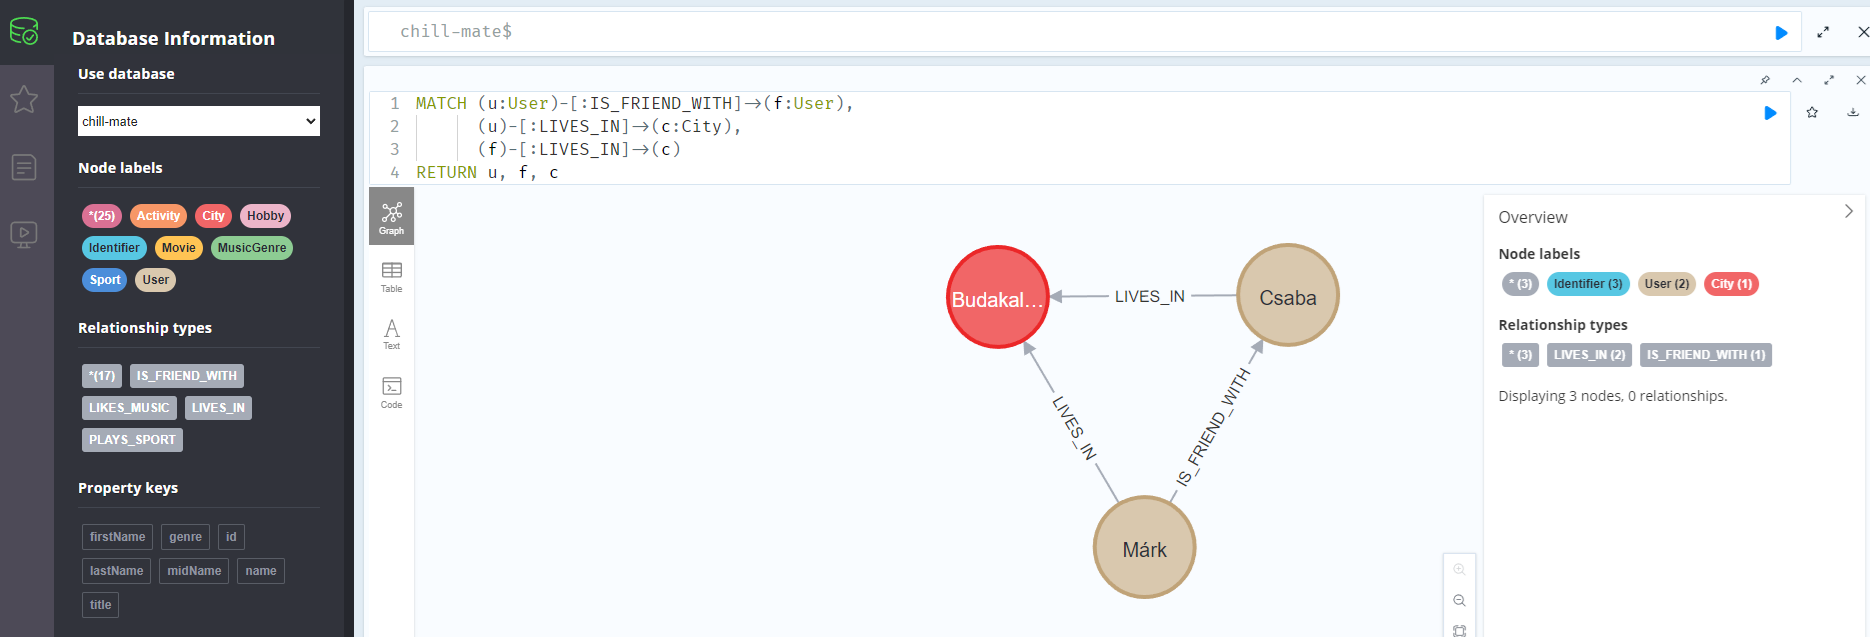 Database Information
Use database
chill-mate
Node labels
*(25) Activity City Hobby
Identifier Movie MusicGenre
Sport User
Relationship types
*(17) IS_FRIEND_WITH
LIKES_MUSIC LIVES_IN
PLAYS_SPORT
Property keys
firstName genre id
lastName midName name
title
chill-mate$
1 MATCH (u:User)-[:IS_FRIEND_WITH]->(f:User),
2 (u)-[:LIVES_IN]->(c:City),
3 (f)-[:LIVES_IN]->(c)
4 RETURN u, f, c
Graph
Table
Text
Code
Budakal...
LIVES_IN
Csaba
LIVES_IN
IS_FRIEND_WITH
Márk
Overview
Node labels
* (3) Identifier (3) User (2) City (1)
Relationship types
* (3) LIVES_IN (2) IS_FRIEND_WITH (1)
Displaying 3 nodes, 0 relationships.